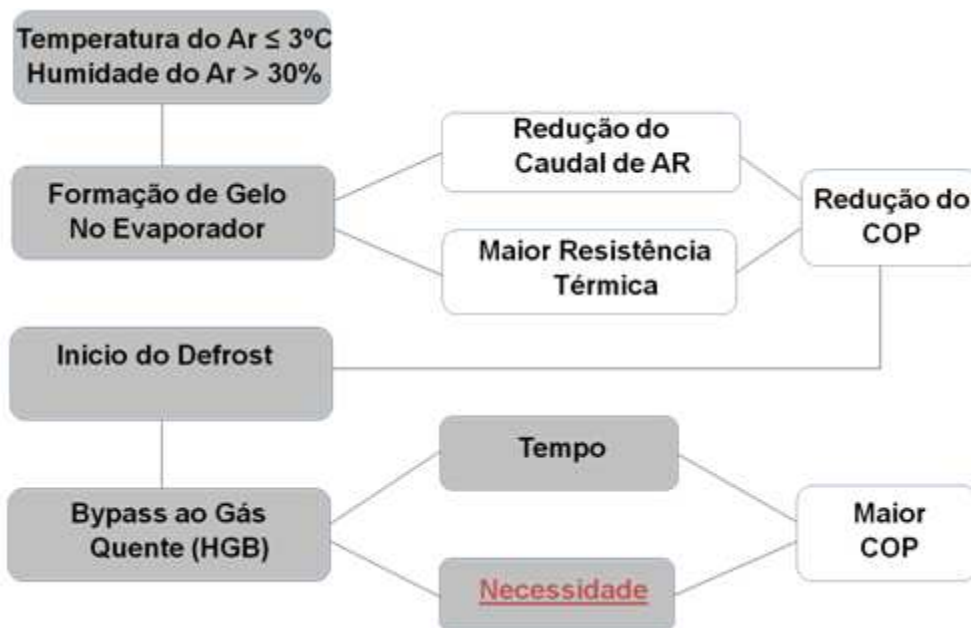 Temperatura do Ar ≤ 3ºC
Humidade do Ar > 30%
Redução do
Caudal de AR
Formação de Gelo
No Evaporador
Redução do
COP
Maior Resistência
Térmica
Inicio do Defrost
Tempo
Bypass ao Gás
Quente (HGB)
Maior
COP
Necessidade